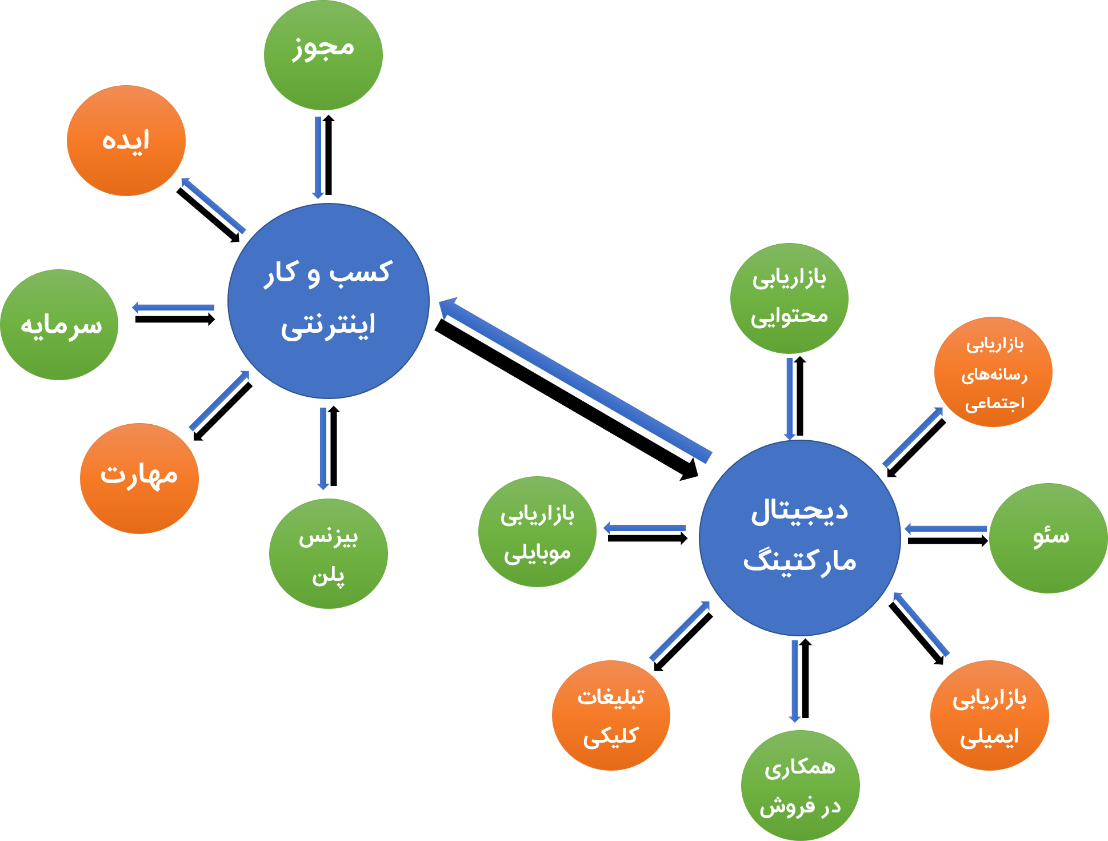 مجوز
ایده
کسب و کار
اینترنتی
سرمایه
مهارت
بیزنس
پلن
بازاریابی
محتوایی
بازاریابی
رسانه‌های
اجتماعی
دیجیتال
مارکتینگ
بازاریابی
موبایلی
سئو
تبلیغات
کلیکی
بازاریابی
ایمیلی
همکاری
در فروش